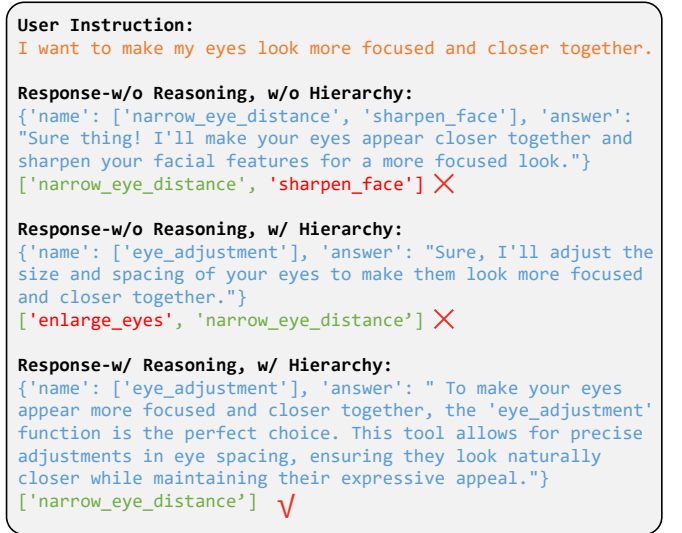 User Instruction:
I want to make my eyes look more focused and closer together.
Response-w/o Reasoning, w/o Hierarchy:
{'name': ['narrow_eye_distance', 'sharpen_face'], 'answer':
"Sure thing! I'll make your eyes appear closer together and
sharpen your facial features for a more focused look."}
['narrow_eye_distance', 'sharpen_face'] ✕
Response-w/o Reasoning, w/ Hierarchy:
{'name': ['eye_adjustment'], 'answer': "Sure, I'll adjust the
size and spacing of your eyes to make them look more focused
and closer together."}
['enlarge_eyes', 'narrow_eye_distance’] ✕
Response-w/ Reasoning, w/ Hierarchy:
{'name': ['eye_adjustment'], 'answer': " To make your eyes
appear more focused and closer together, the 'eye_adjustment'
function is the perfect choice. This tool allows for precise
adjustments in eye spacing, ensuring they look naturally
closer while maintaining their expressive appeal."}
['narrow_eye_distance’] √